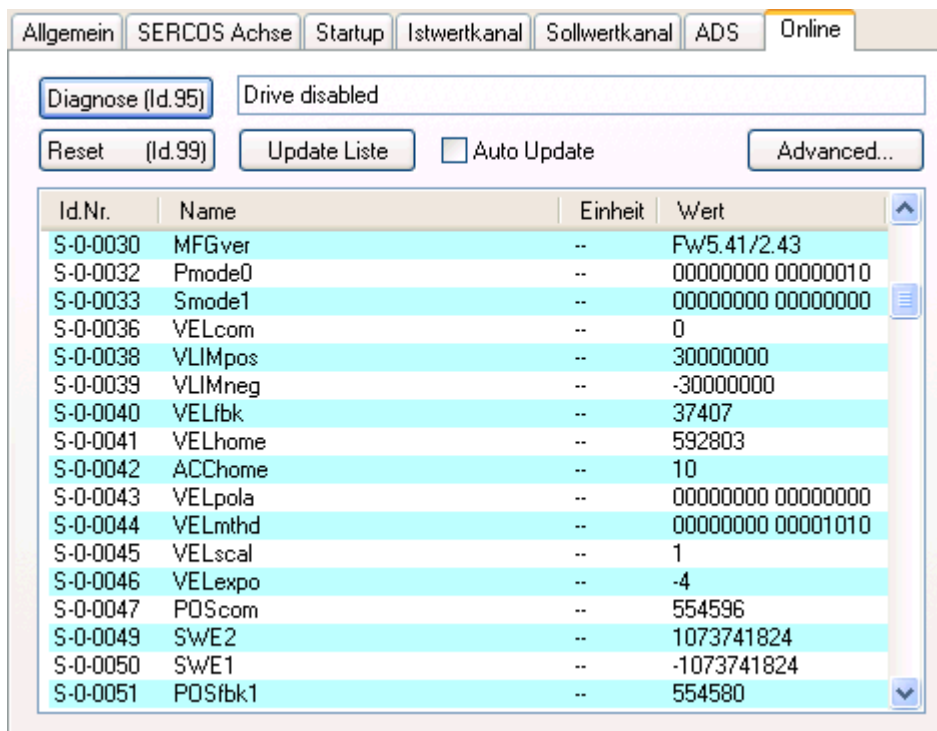 Allgemein SERCOS Achse Startup Istwertkanal Sollwertkanal ADS Online
Diagnose (Id.95) Drive disabled
Reset (Id.99) Update Liste Auto Update Advanced...
Id.Nr. Name Einheit Wert
S-0-0030 MFGver -- FW5.41/2.43
S-0-0032 Pmode0 -- 00000000 00000010
S-0-0033 Smode1 -- 00000000 00000000
S-0-0036 VELcom -- 0
S-0-0038 VLIMpos -- 30000000
S-0-0039 VLIMneg -- -30000000
S-0-0040 VELfbk -- 37407
S-0-0041 VELhome -- 592803
S-0-0042 ACChome -- 10
S-0-0043 VELpola -- 00000000 00000000
S-0-0044 VELmthd -- 00000000 00001010
S-0-0045 VELscal -- 1
S-0-0046 VELexpo -- -4
S-0-0047 POScom -- 554596
S-0-0049 SWE2 -- 1073741824
S-0-0050 SWE1 -- -1073741824
S-0-0051 POSfbk1 -- 554580